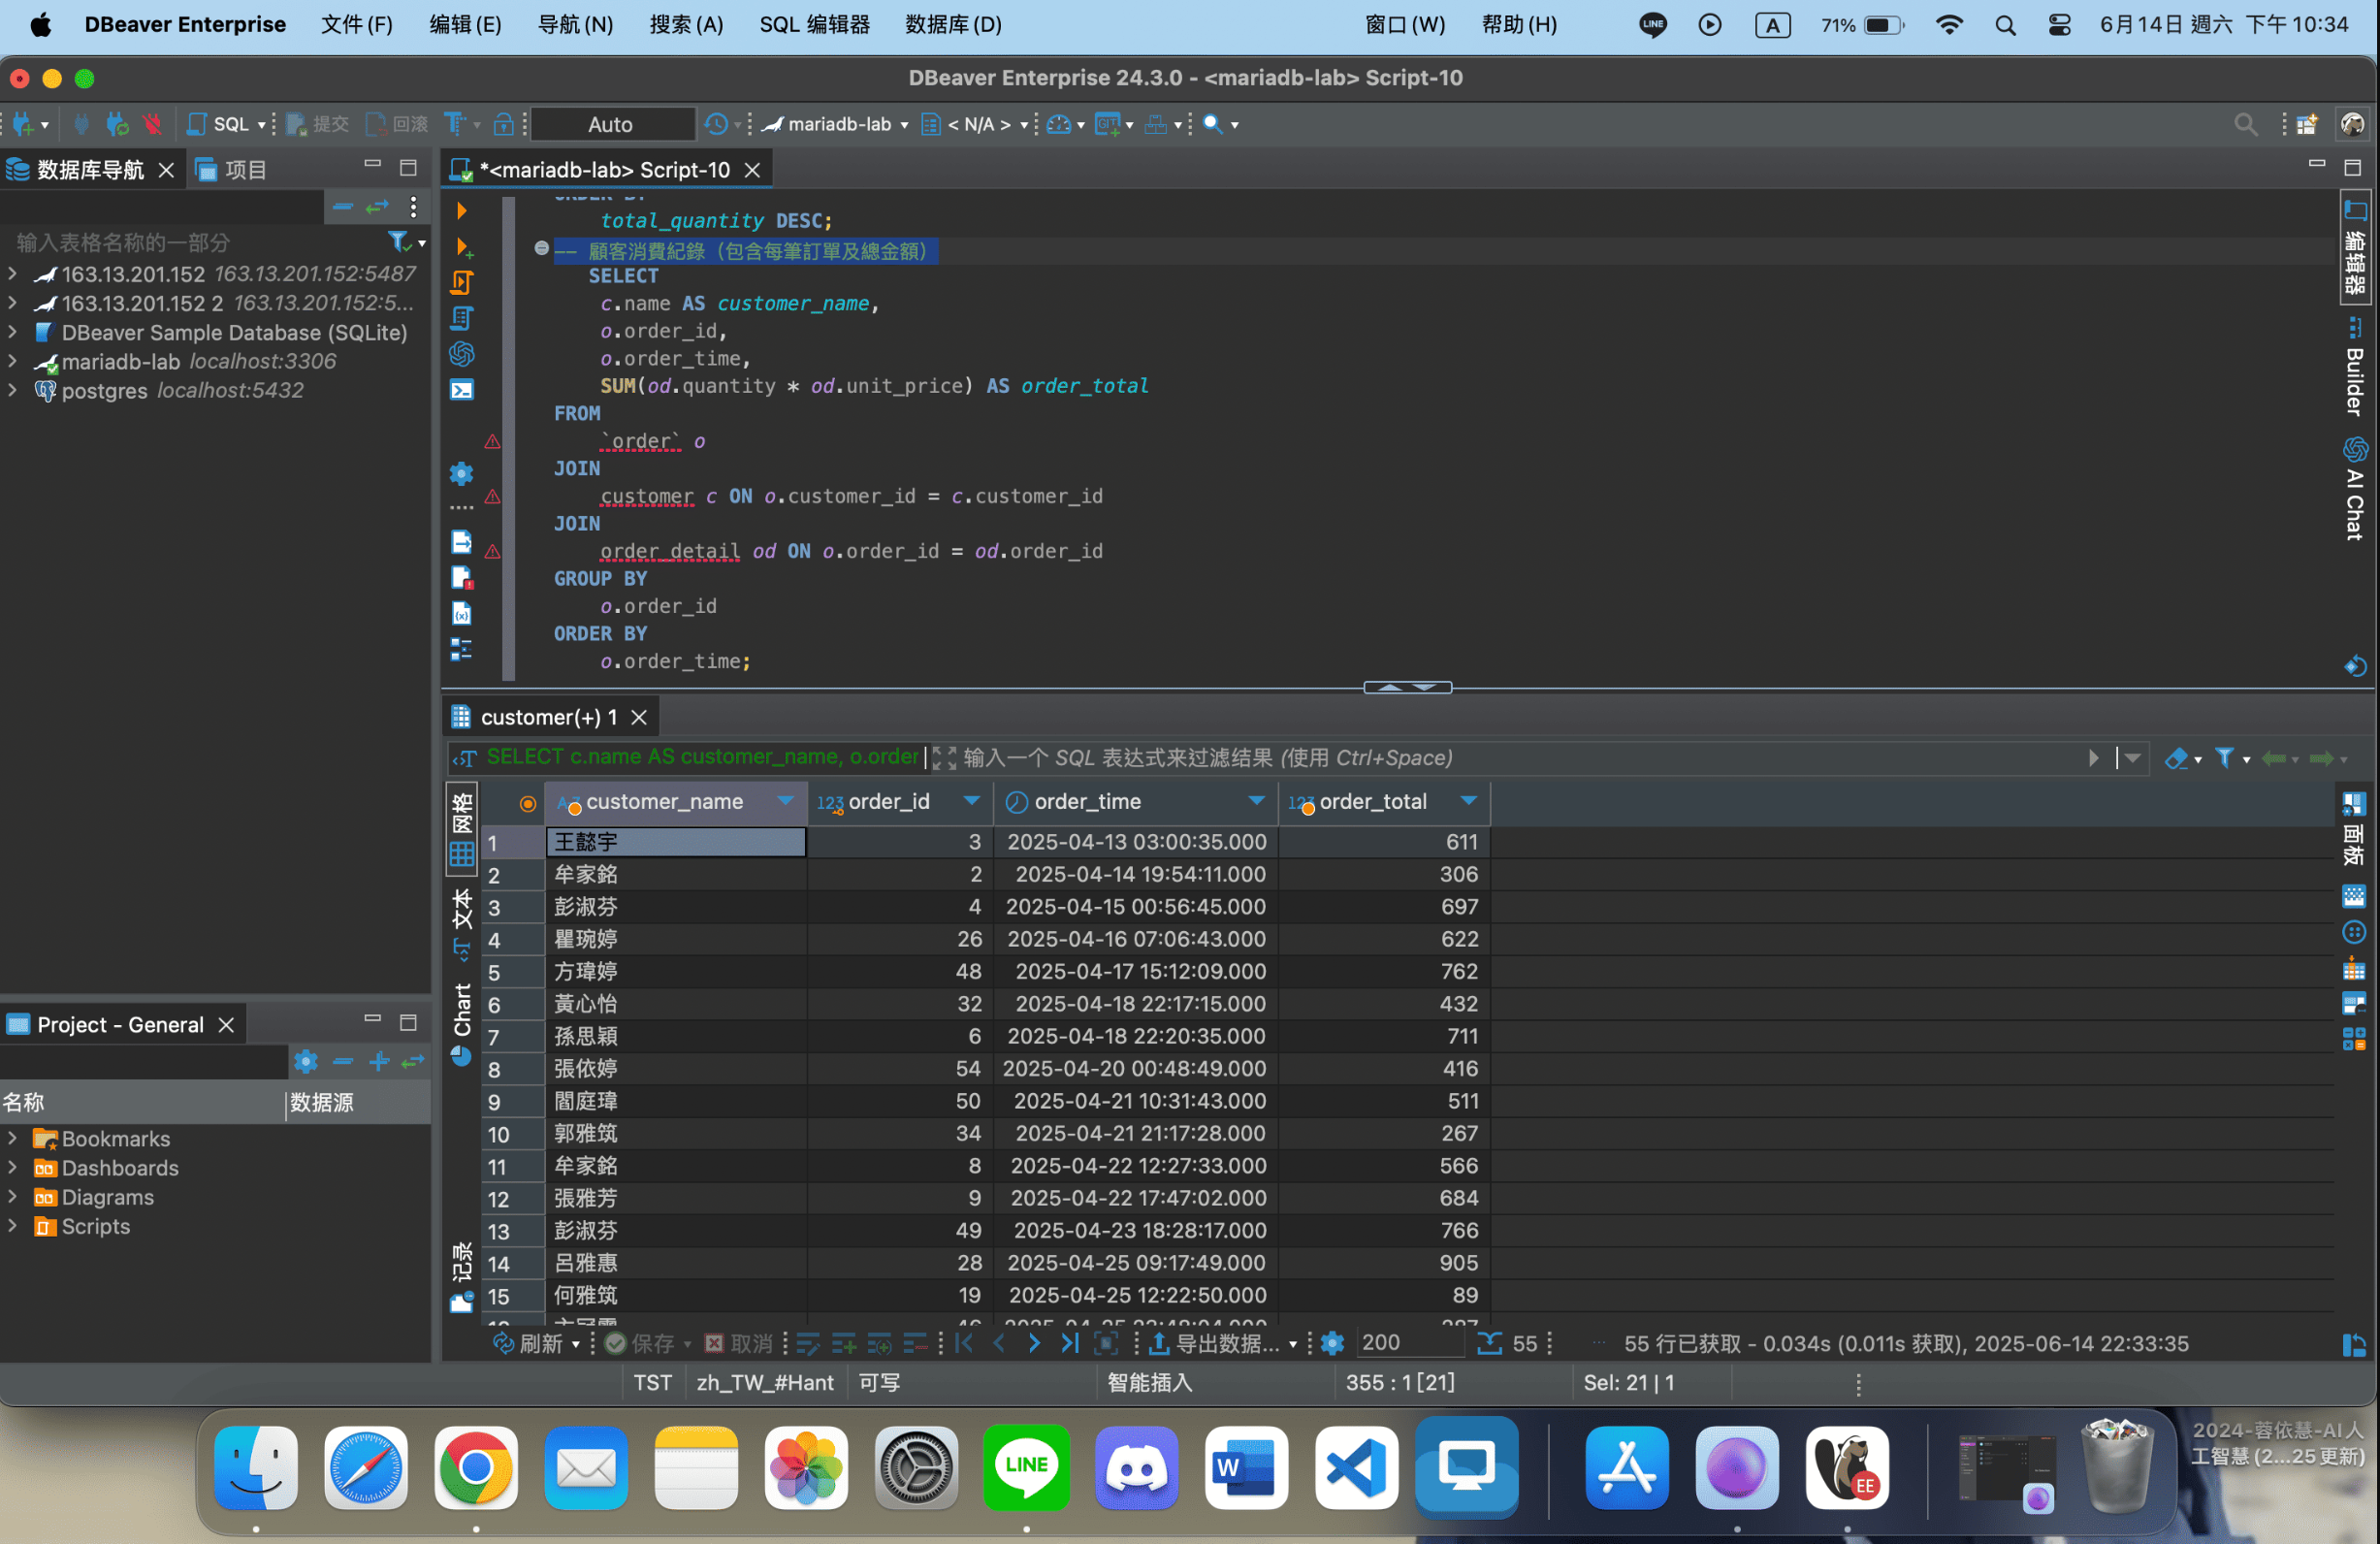 DBeaver Enterprise 文件(F) 编辑(E) 导航(N) 搜索(A) SQL 编辑器 数据库(D) 窗口(W) 帮助(H) LINE A 71% 6月14日 週六 下午10:34
DBeaver Enterprise 24.3.0 - <mariadb-lab> Script-10
SQL 提交 回滚 Auto mariadb-lab < N/A >
数据库导航 项目
*<mariadb-lab> Script-10
输入表格名称的一部分
163.13.201.152 163.13.201.152:5487
163.13.201.152 2 163.13.201.152:5...
DBeaver Sample Database (SQLite)
mariadb-lab localhost:3306
postgres localhost:5432
ORDER BY
total_quantity DESC;
-- 顧客消費紀錄（包含每筆訂單及總金額）
SELECT
c.name AS customer_name,
o.order_id,
o.order_time,
SUM(od.quantity * od.unit_price) AS order_total
FROM
`order` o
JOIN
customer c ON o.customer_id = c.customer_id
JOIN
order_detail od ON o.order_id = od.order_id
GROUP BY
o.order_id
ORDER BY
o.order_time;
编辑器
Builder
AI Chat
customer(+) 1
SELECT c.name AS customer_name, o.order 输入一个 SQL 表达式来过滤结果 (使用 Ctrl+Space)
网格
文本
Chart
记录
面板
customer_name order_id order_time order_total
1 王懿宇 3 2025-04-13 03:00:35.000 611
2 牟家銘 2 2025-04-14 19:54:11.000 306
3 彭淑芬 4 2025-04-15 00:56:45.000 697
4 瞿琬婷 26 2025-04-16 07:06:43.000 622
5 方瑋婷 48 2025-04-17 15:12:09.000 762
6 黃心怡 32 2025-04-18 22:17:15.000 432
7 孫思穎 6 2025-04-18 22:20:35.000 711
8 張依婷 54 2025-04-20 00:48:49.000 416
9 閻庭瑋 50 2025-04-21 10:31:43.000 511
10 郭雅筑 34 2025-04-21 21:17:28.000 267
11 牟家銘 8 2025-04-22 12:27:33.000 566
12 張雅芳 9 2025-04-22 17:47:02.000 684
13 彭淑芬 49 2025-04-23 18:28:17.000 766
14 呂雅惠 28 2025-04-25 09:17:49.000 905
15 何雅筑 19 2025-04-25 12:22:50.000 89
刷新 保存 取消 导出数据... 200 55 55 行已获取 - 0.034s (0.011s 获取), 2025-06-14 22:33:35
Project - General
名称 数据源
Bookmarks
Dashboards
Diagrams
Scripts
TST zh_TW_#Hant 可写 智能插入 355 : 1 [21] Sel: 21 | 1
LINE
W
EE
2024-蓉依慧-AI人
工智慧(2...25更新)